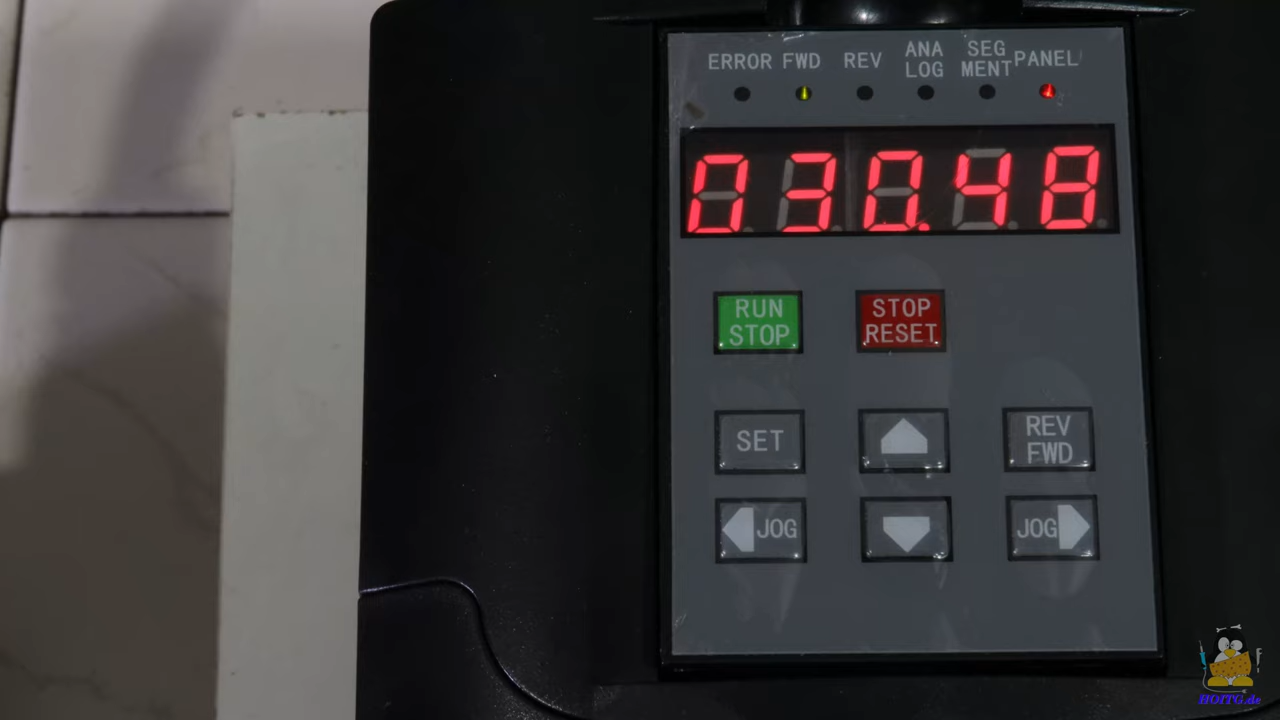 ERROR FWD REV ANA LOG SEG MENT PANEL
030.48
RUN
STOP
STOP
RESET
SET
REV
FWD
JOG
JOG
HOITG.de